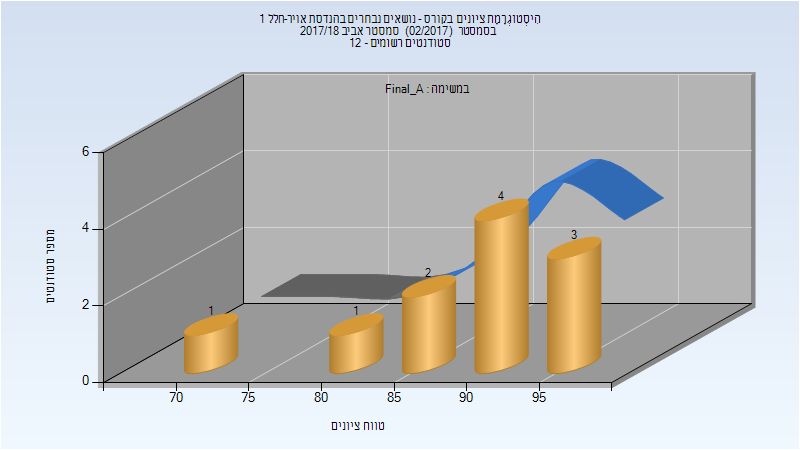 היסטוגרמת ציונים בקורס - נושאים נבחרים בהנדסת אויר-חלל 1
בסמסטר (02/2017) סמסטר אביב 2017/18
סטודנטים רשומים - 12
במשימה : Final_A
מספר סטודנטים
6
4
2
0
1
1
2
4
3
70
75
80
85
90
95
טווח ציונים